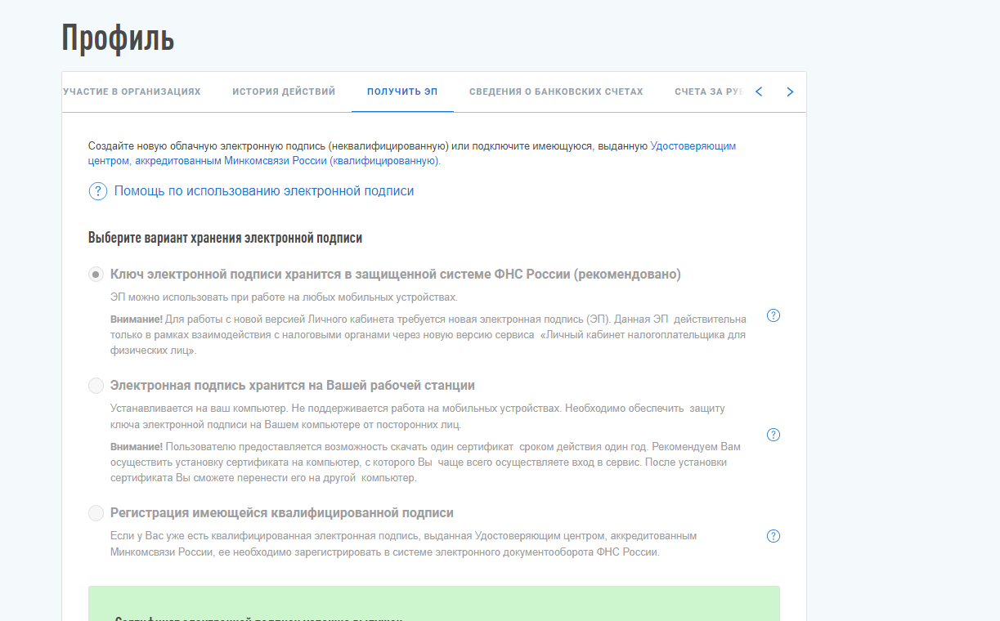 Профиль
УЧАСТИЕ В ОРГАНИЗАЦИЯХ ИСТОРИЯ ДЕЙСТВИЙ ПОЛУЧИТЬ ЭП СВЕДЕНИЯ О БАНКОВСКИХ СЧЕТАХ СЧЕТА ЗА РУБ
Создайте новую облачную электронную подпись (неквалифицированную) или подключите имеющуюся, выданную Удостоверяющим
центром, аккредитованным Минкомсвязи России (квалифицированную).
? Помощь по использованию электронной подписи
Выберите вариант хранения электронной подписи
Ключ электронной подписи хранится в защищенной системе ФНС России (рекомендовано)
ЭП можно использовать при работе на любых мобильных устройствах.
Внимание! Для работы с новой версией Личного кабинета требуется новая электронная подпись (ЭП). Данная ЭП действительна
только в рамках взаимодействия с налоговыми органами через новую версию сервиса «Личный кабинет налогоплательщика для
физических лиц».
?
Электронная подпись хранится на Вашей рабочей станции
Устанавливается на ваш компьютер. Не поддерживается работа на мобильных устройствах. Необходимо обеспечить защиту
ключа электронной подписи на Вашем компьютере от посторонних лиц.
?
Внимание! Пользователю предоставляется возможность скачать один сертификат сроком действия один год. Рекомендуем Вам
осуществить установку сертификата на компьютер, с которого Вы чаще всего осуществляете вход в сервис. После установки
сертификата Вы сможете перенести его на другой компьютер.
Регистрация имеющейся квалифицированной подписи
Если у Вас уже есть квалифицированная электронная подпись, выданная Удостоверяющим центром, аккредитованным
Минкомсвязи России, ее необходимо зарегистрировать в системе электронного документооборота ФНС России.
?
Сертификат электронной подписи успешно выпущен